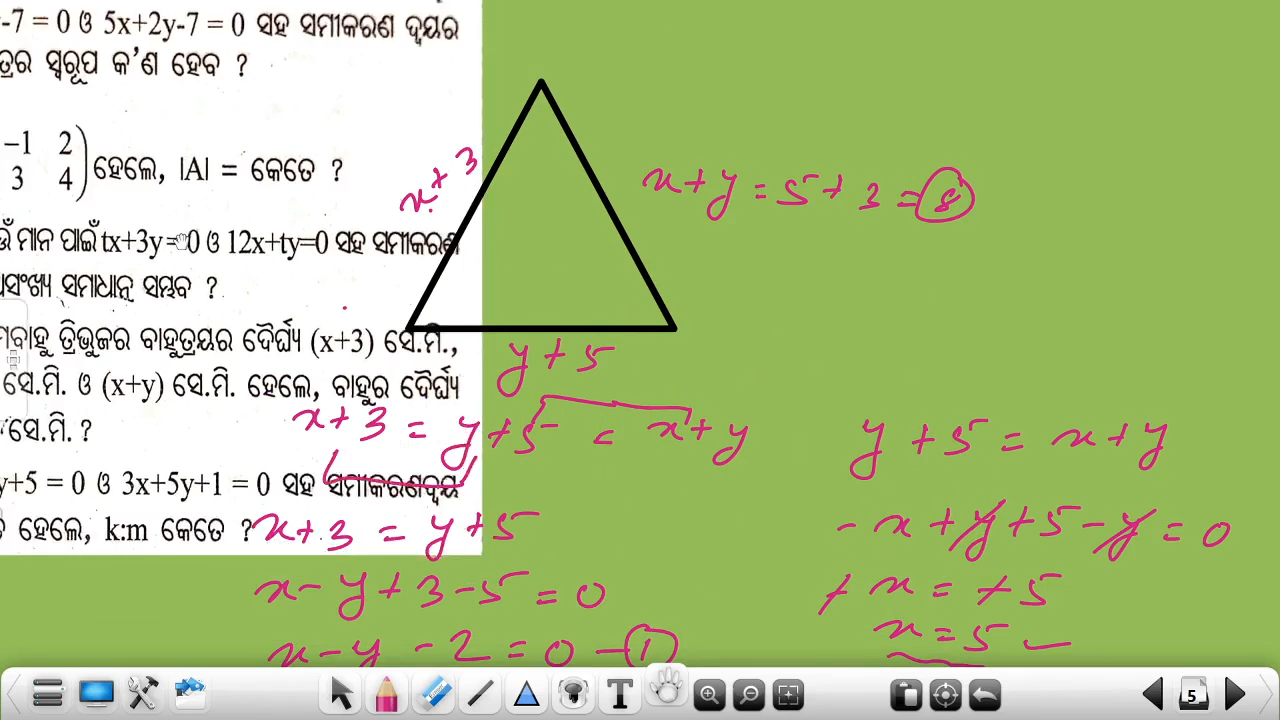 -7 = 0 ଓ 5x+2y-7 = 0 ସହ ସମୀକରଣ ଦ୍ୱୟର
ତ୍ରର ସ୍ୱରୂପ କ'ଣ ହେବ ?
-1 2
3 4 ) ହେଲେ, |A| = କେତେ ?
ମାନ ପାଇଁ tx+3y=0 ଓ 12x+ty=0 ସହ ସମୀକରଣ
ସଂଖ୍ୟ ସମାଧାନ ସମ୍ଭବ ?
ମବାହୁ ତ୍ରିଭୁଜର ବାହୁତ୍ରୟର ଦୈର୍ଘ୍ୟ (x+3) ସେ.ମି.,
ସେ.ମି. ଓ (x+y) ସେ.ମି. ହେଲେ, ବାହୁର ଦୈର୍ଘ୍ୟ
ସେ.ମି. ?
y+5 = 0 ଓ 3x+5y+1 = 0 ସହ ସମୀକରଣଦ୍ୱୟ
ହେଲେ, k:m କେତେ ?
x+3
x+y = 5+3 = 8
y+5
x+3 = y+5 = x+y
x+3 = y+5
x-y+3-5 = 0
x-y-2 = 0 - 1
y+5 = x+y
-x+y+5-y = 0
+x = +5
x = 5
5